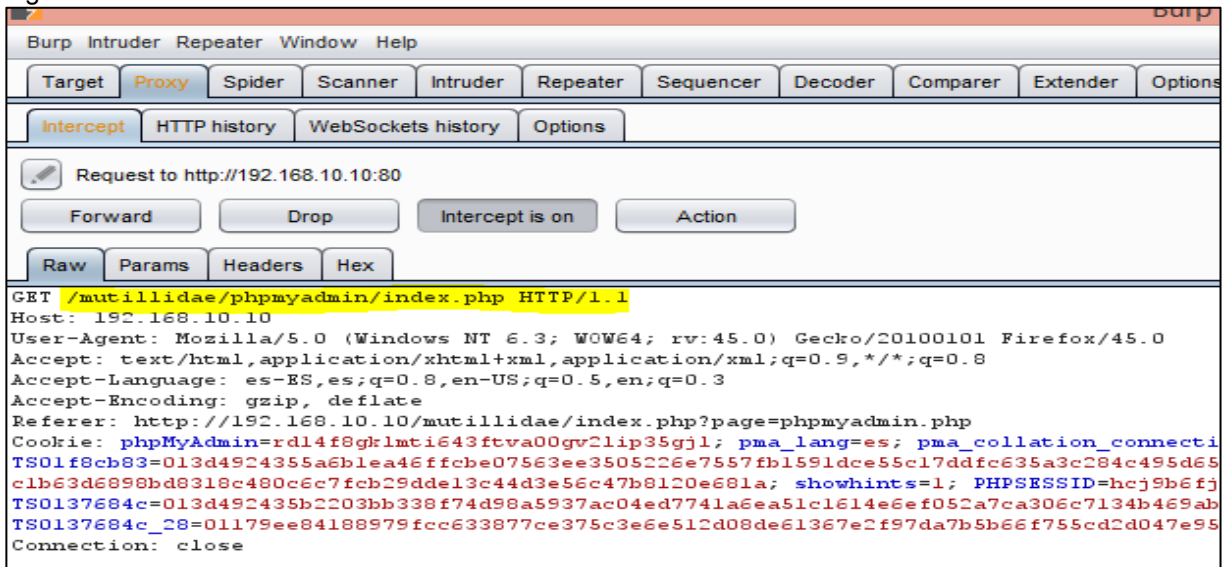 Burp Intruder Repeater Window Help
Target Proxy Spider Scanner Intruder Repeater Sequencer Decoder Comparer Extender Options
Intercept HTTP history WebSockets history Options
Request to http://192.168.10.10:80
Forward Drop Intercept is on Action
Raw Params Headers Hex
GET /mutillidae/phpmyadmin/index.php HTTP/1.1
Host: 192.168.10.10
User-Agent: Mozilla/5.0 (Windows NT 6.3; WOW64; rv:45.0) Gecko/20100101 Firefox/45.0
Accept: text/html,application/xhtml+xml,application/xml;q=0.9,*/*;q=0.8
Accept-Language: es-ES,es;q=0.8,en-US;q=0.5,en;q=0.3
Accept-Encoding: gzip, deflate
Referer: http://192.168.10.10/mutillidae/index.php?page=phpmyadmin.php
Cookie: phpMyAdmin=rdl4f8gklmti643ftva00gv2lip35gjl; pma_lang=es; pma_collation_connecti
TS01f8cb83=013d4924355a6b1ea46ffcbe07563ee3505226e7557fb1591dce55c17ddfc635a3c284c495d65
c1b63d6898bd8318c480c6c7fcb29dde13c44d3e56c47b8120e681a; showhints=1; PHPSESSID=hcj9b6fj
TS0137684c=013d492435b2203bb338f74d98a5937ac04ed7741a6ea51c1614e6ef052a7ca306c7134b469ab
TS0137684c_28=01179ee84188979fcc633877ce375c3e6e512d08de61367e2f97da7b5b66f755cd2d047e95
Connection: close